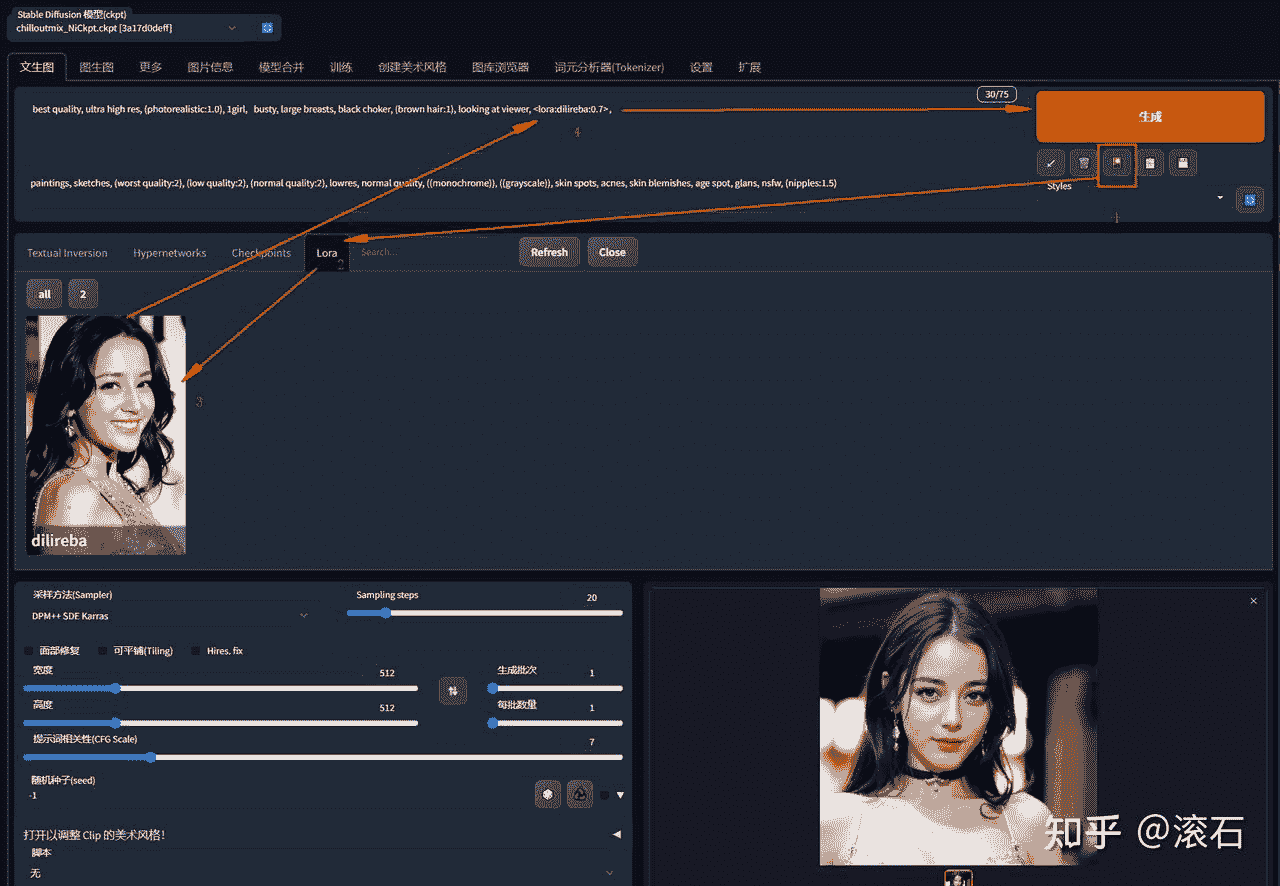 Stable Diffusion 模型(ckpt)
chilloutmix_NiCkpt.ckpt [3a17d0deff]
文生图 图生图 更多 图片信息 模型合并 训练 创建美术风格 图库浏览器 词元分析器(Tokenizer) 设置 扩展
best quality, ultra high res, (photorealistic:1.0), 1girl, busty, large breasts, black choker, (brown hair:1), looking at viewer, <lora:dilireba:0.7>,
30/75
生成
4
paintings, sketches, (worst quality:2), (low quality:2), (normal quality:2), lowres, normal quality, ((monochrome)), ((grayscale)), skin spots, acnes, skin blemishes, age spot, glans, nsfw, (nipples:1.5)
Styles
1
Textual Inversion Hypernetworks Checkpoints Lora Search... Refresh Close
2
all 2
3
dilireba
采样方法(Sampler)
DPM++ SDE Karras
Sampling steps 20
面部修复 可平铺(Tiling) Hires. fix
宽度 512
生成批次 1
高度 512
每批数量 1
提示词相关性(CFG Scale) 7
随机种子(seed)
-1
打开以调整 Clip 的美术风格!
脚本
无
知乎 @滚石